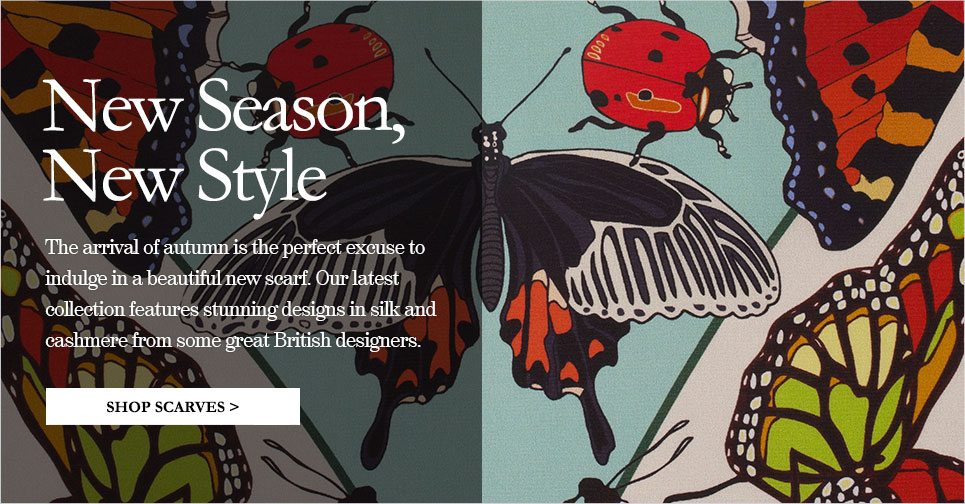 New Season,
New Style
The arrival of autumn is the perfect excuse to
indulge in a beautiful new scarf. Our latest
collection features stunning designs in silk and
cashmere from some great British designers.
SHOP SCARVES >